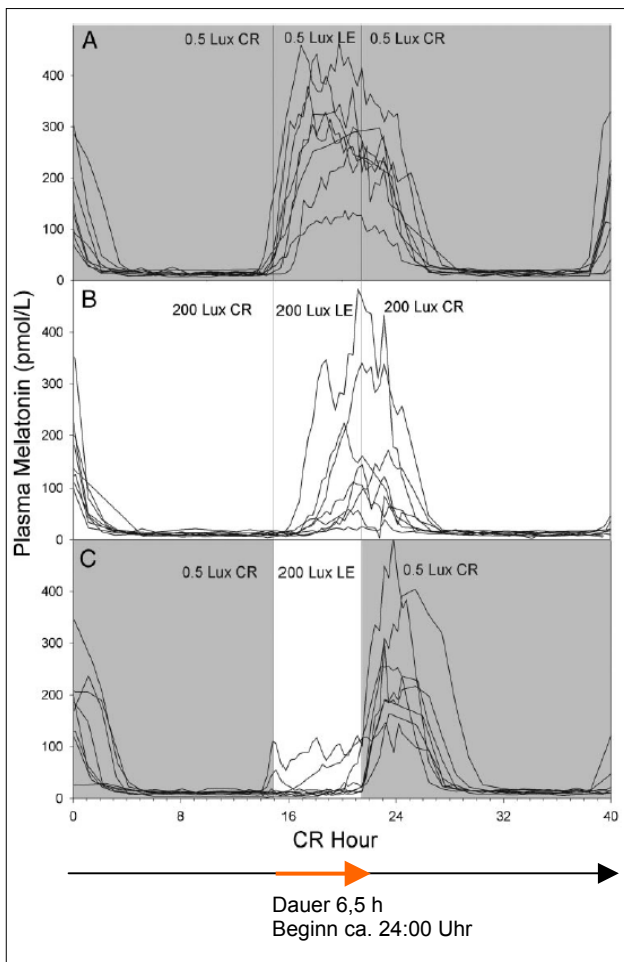 A
0.5 Lux CR 0.5 Lux LE 0.5 Lux CR
400
300
200
100
0
B
200 Lux CR 200 Lux LE 200 Lux CR
400
300
200
100
0
C
0.5 Lux CR 200 Lux LE 0.5 Lux CR
400
300
200
100
0
Plasma Melatonin (pmol/L)
0 8 16 24 32 40
CR Hour
Dauer 6,5 h
Beginn ca. 24:00 Uhr